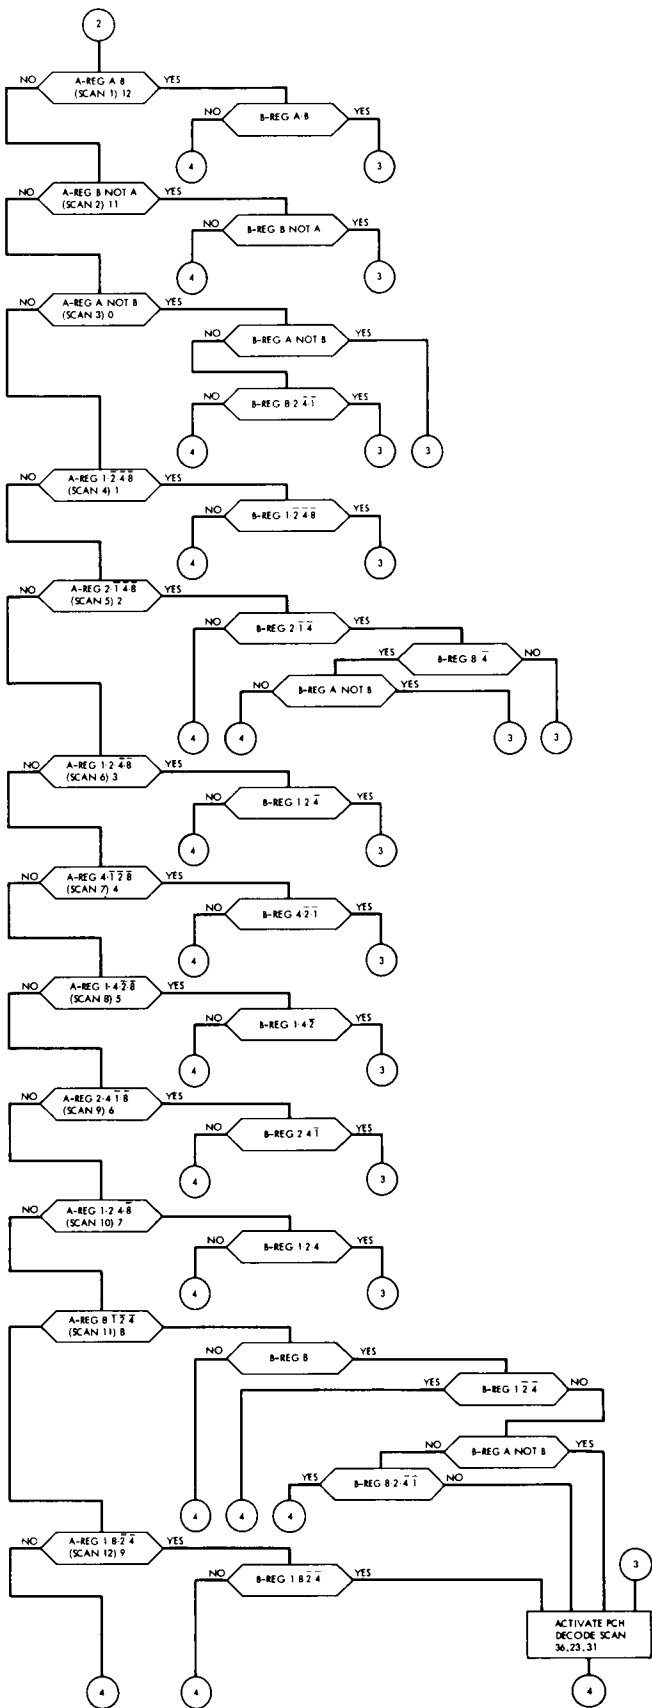 2
NO
A-REG A·B
(SCAN 1) 12
YES
NO
B-REG A·B
YES
4
3
NO
A-REG B NOT A
(SCAN 2) 11
YES
NO
B-REG B NOT A
YES
4
3
NO
A-REG A NOT B
(SCAN 3) 0
YES
NO
B-REG A NOT B
YES
NO
B-REG 8·2·4̅·1̅
YES
4
3
3
NO
A-REG 1·2̅·4̅·8̅
(SCAN 4) 1
YES
NO
B-REG 1·2̅·4̅·8̅
YES
4
3
NO
A-REG 2·1̅·4̅·8̅
(SCAN 5) 2
YES
NO
B-REG 2·1̅·4̅
YES
YES
B-REG 8·4̅
NO
NO
B-REG A NOT B
YES
4
4
3
3
NO
A-REG 1·2·4̅·8̅
(SCAN 6) 3
YES
NO
B-REG 1·2·4̅
YES
4
3
NO
A-REG 4·1̅·2̅·8̅
(SCAN 7) 4
YES
NO
B-REG 4·2̅·1̅
YES
4
3
NO
A-REG 1·4·2̅·8̅
(SCAN 8) 5
YES
NO
B-REG 1·4·2̅
YES
4
3
NO
A-REG 2·4·1̅·8̅
(SCAN 9) 6
YES
NO
B-REG 2·4·1̅
YES
4
3
NO
A-REG 1·2·4·8̅
(SCAN 10) 7
YES
NO
B-REG 1·2·4
YES
4
3
NO
A-REG 8·1̅·2̅·4̅
(SCAN 11) 8
YES
NO
B-REG 8
YES
YES
B-REG 1·2̅·4̅
NO
NO
B-REG A NOT B
YES
YES
B-REG 8·2·4̅·1̅
NO
4
4
4
NO
A-REG 1·8·2̅·4̅
(SCAN 12) 9
YES
NO
B-REG 1·8·2̅·4̅
YES
3
ACTIVATE PCH
DECODE SCAN
36.23.31
4
4
4